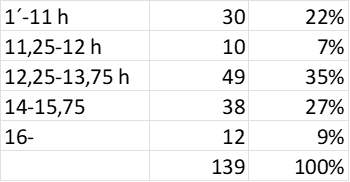 1´-11 h 30 22%
11,25-12 h 10 7%
12,25-13,75 h 49 35%
14-15,75 38 27%
16- 12 9%
139 100%